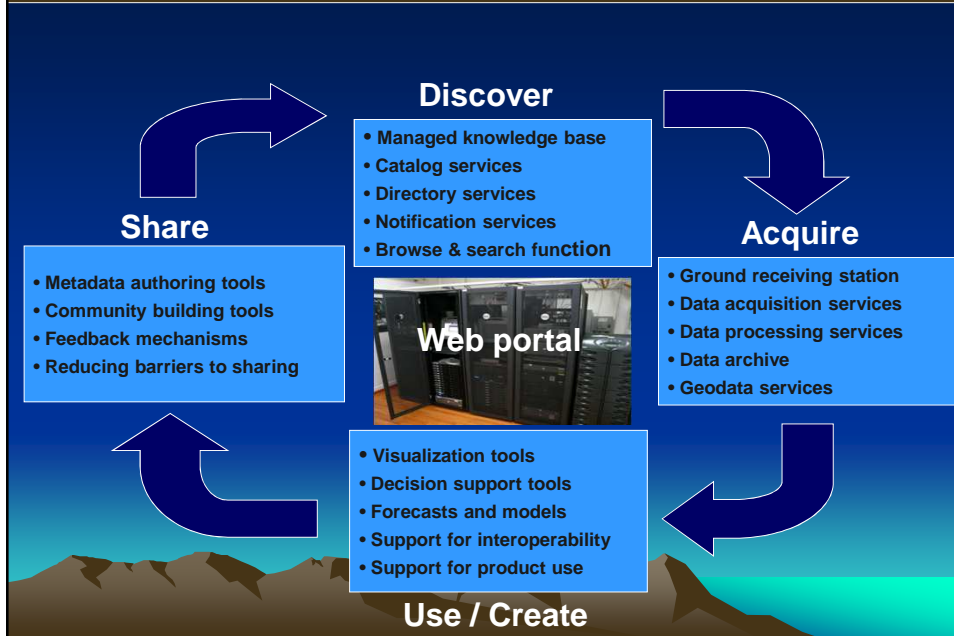 Discover
• Managed knowledge base
• Catalog services
• Directory services
• Notification services
• Browse & search function
Acquire
• Ground receiving station
• Data acquisition services
• Data processing services
• Data archive
• Geodata services
Share
• Metadata authoring tools
• Community building tools
• Feedback mechanisms
• Reducing barriers to sharing
Web portal
• Visualization tools
• Decision support tools
• Forecasts and models
• Support for interoperability
• Support for product use
Use / Create